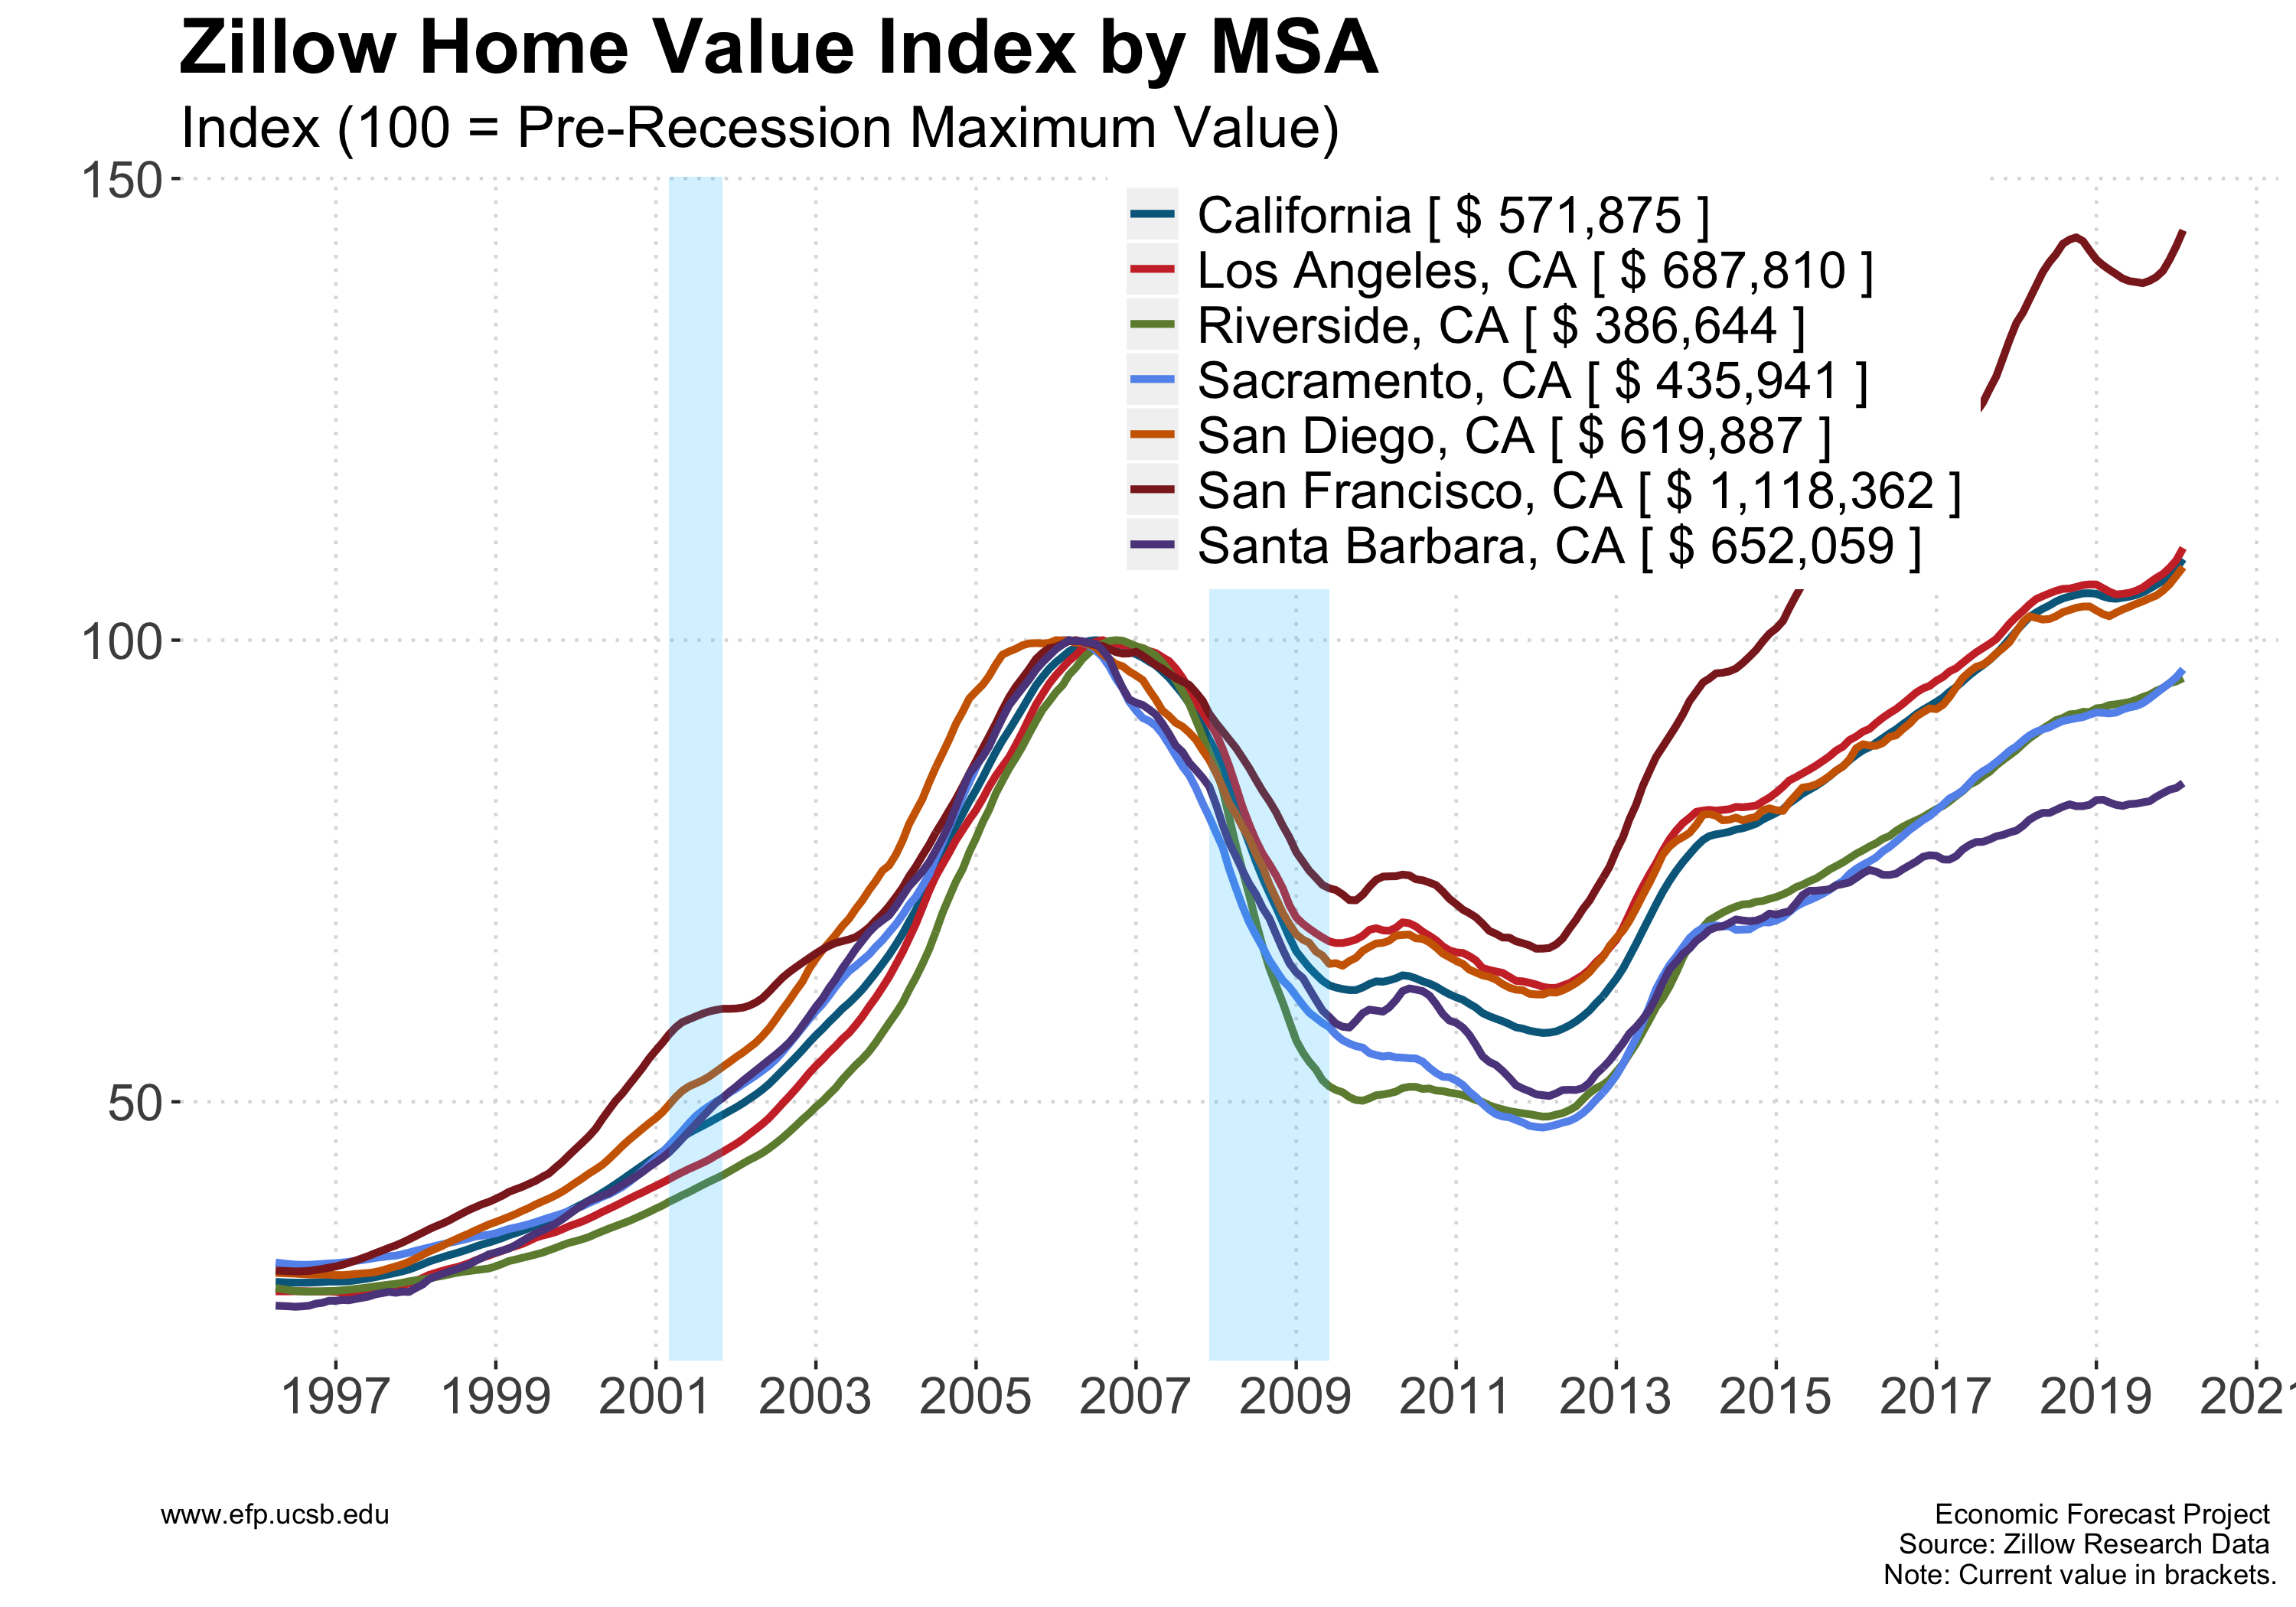 Zillow Home Value Index by MSA
Index (100 = Pre-Recession Maximum Value)
150
California [ $ 571,875 ]
Los Angeles, CA [ $ 687,810 ]
Riverside, CA [ $ 386,644 ]
Sacramento, CA [ $ 435,941 ]
San Diego, CA [ $ 619,887 ]
San Francisco, CA [ $ 1,118,362 ]
Santa Barbara, CA [ $ 652,059 ]
100
50
1997 1999 2001 2003 2005 2007 2009 2011 2013 2015 2017 2019 2021
www.efp.ucsb.edu
Economic Forecast Project
Source: Zillow Research Data
Note: Current value in brackets.